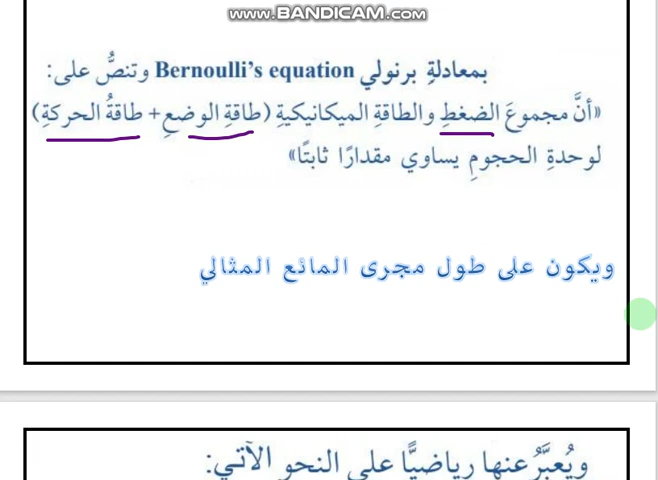 www.BANDICAM.com
بمعادلةِ برنولي Bernoulli's equation وتنصُّ على:
«أنَّ مجموعَ الضغطِ والطاقةِ الميكانيكيةِ (طاقةِ الوضعِ + طاقةُ الحركةِ)
لوحدةِ الحجومِ يساوي مقدارًا ثابتًا»
ويكون على طول مجرى المائع المثالي
ويُعبَّرُ عنها رياضيًّا على النحوِ الآتي: